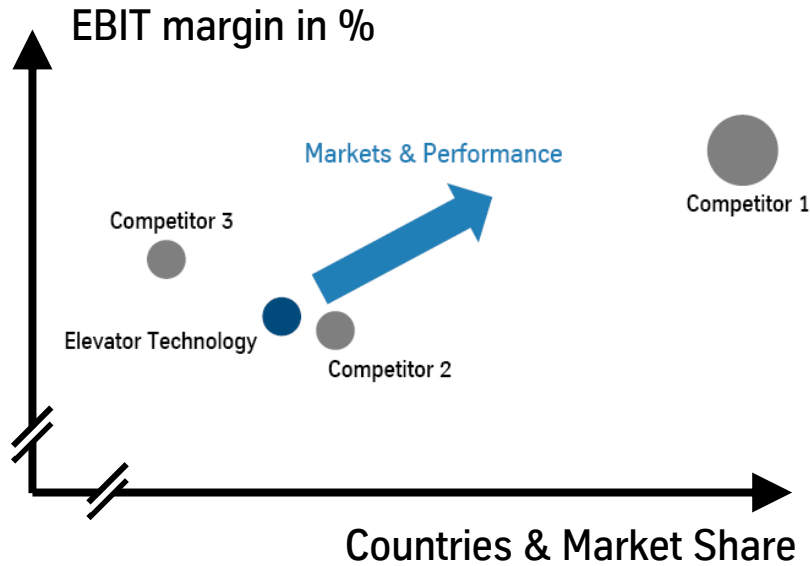 EBIT margin in %
Markets & Performance
Competitor 1
Competitor 3
Elevator Technology
Competitor 2
Countries & Market Share